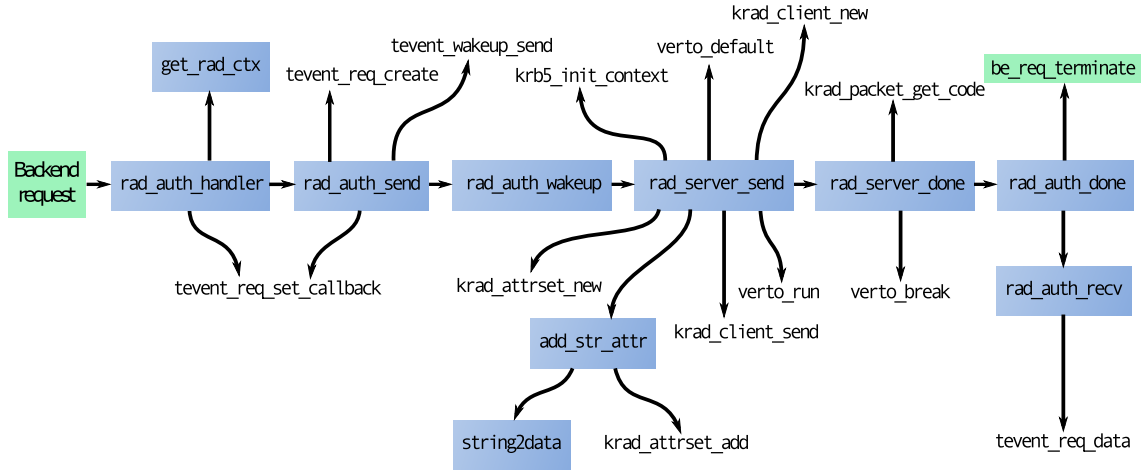 krad_client_new
tevent_wakeup_send
verto_default
get_rad_ctx
tevent_req_create
krb5_init_context
be_req_terminate
krad_packet_get_code
Backend
request
rad_auth_handler
rad_auth_send
rad_auth_wakeup
rad_server_send
rad_server_done
rad_auth_done
tevent_req_set_callback
krad_attrset_new
verto_run
verto_break
rad_auth_recv
krad_client_send
add_str_attr
string2data
krad_attrset_add
tevent_req_data